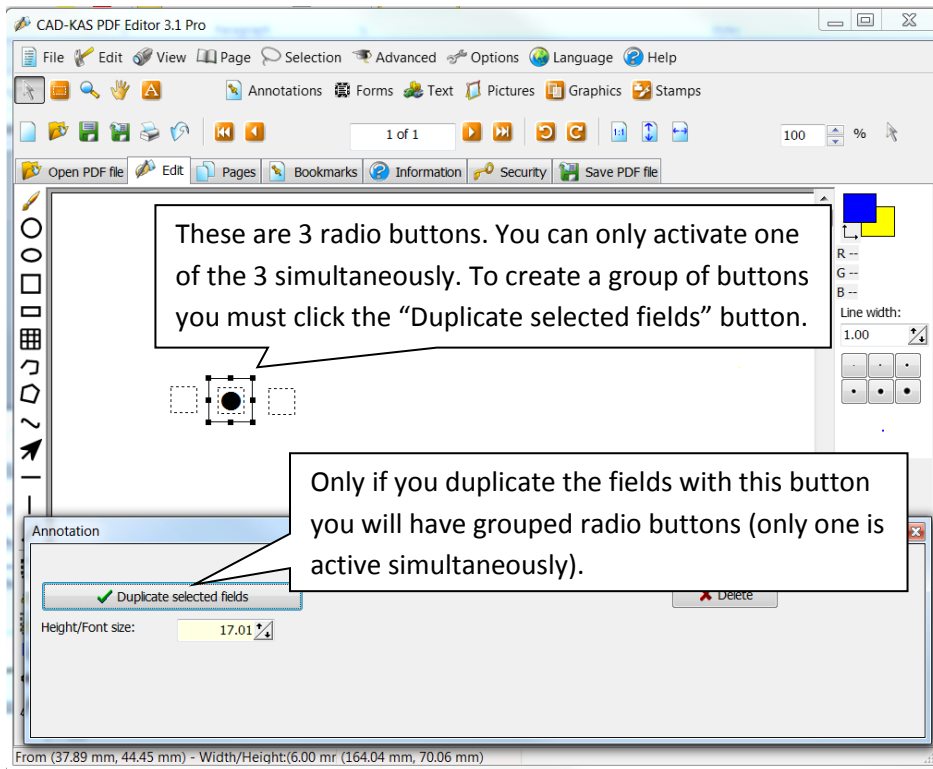 CAD-KAS PDF Editor 3.1 Pro
File Edit View Page Selection Advanced Options Language Help
Annotations Forms Text Pictures Graphics Stamps
1 of 1 1:1 100 %
Open PDF file Edit Pages Bookmarks Information Security Save PDF file
These are 3 radio buttons. You can only activate one
of the 3 simultaneously. To create a group of buttons
you must click the “Duplicate selected fields” button.
R --
G --
B --
Line width:
1.00
Only if you duplicate the fields with this button
you will have grouped radio buttons (only one is
active simultaneously).
Annotation
Duplicate selected fields
Delete
Height/Font size: 17.01
From (37.89 mm, 44.45 mm) - Width/Height:(6.00 mr (164.04 mm, 70.06 mm)